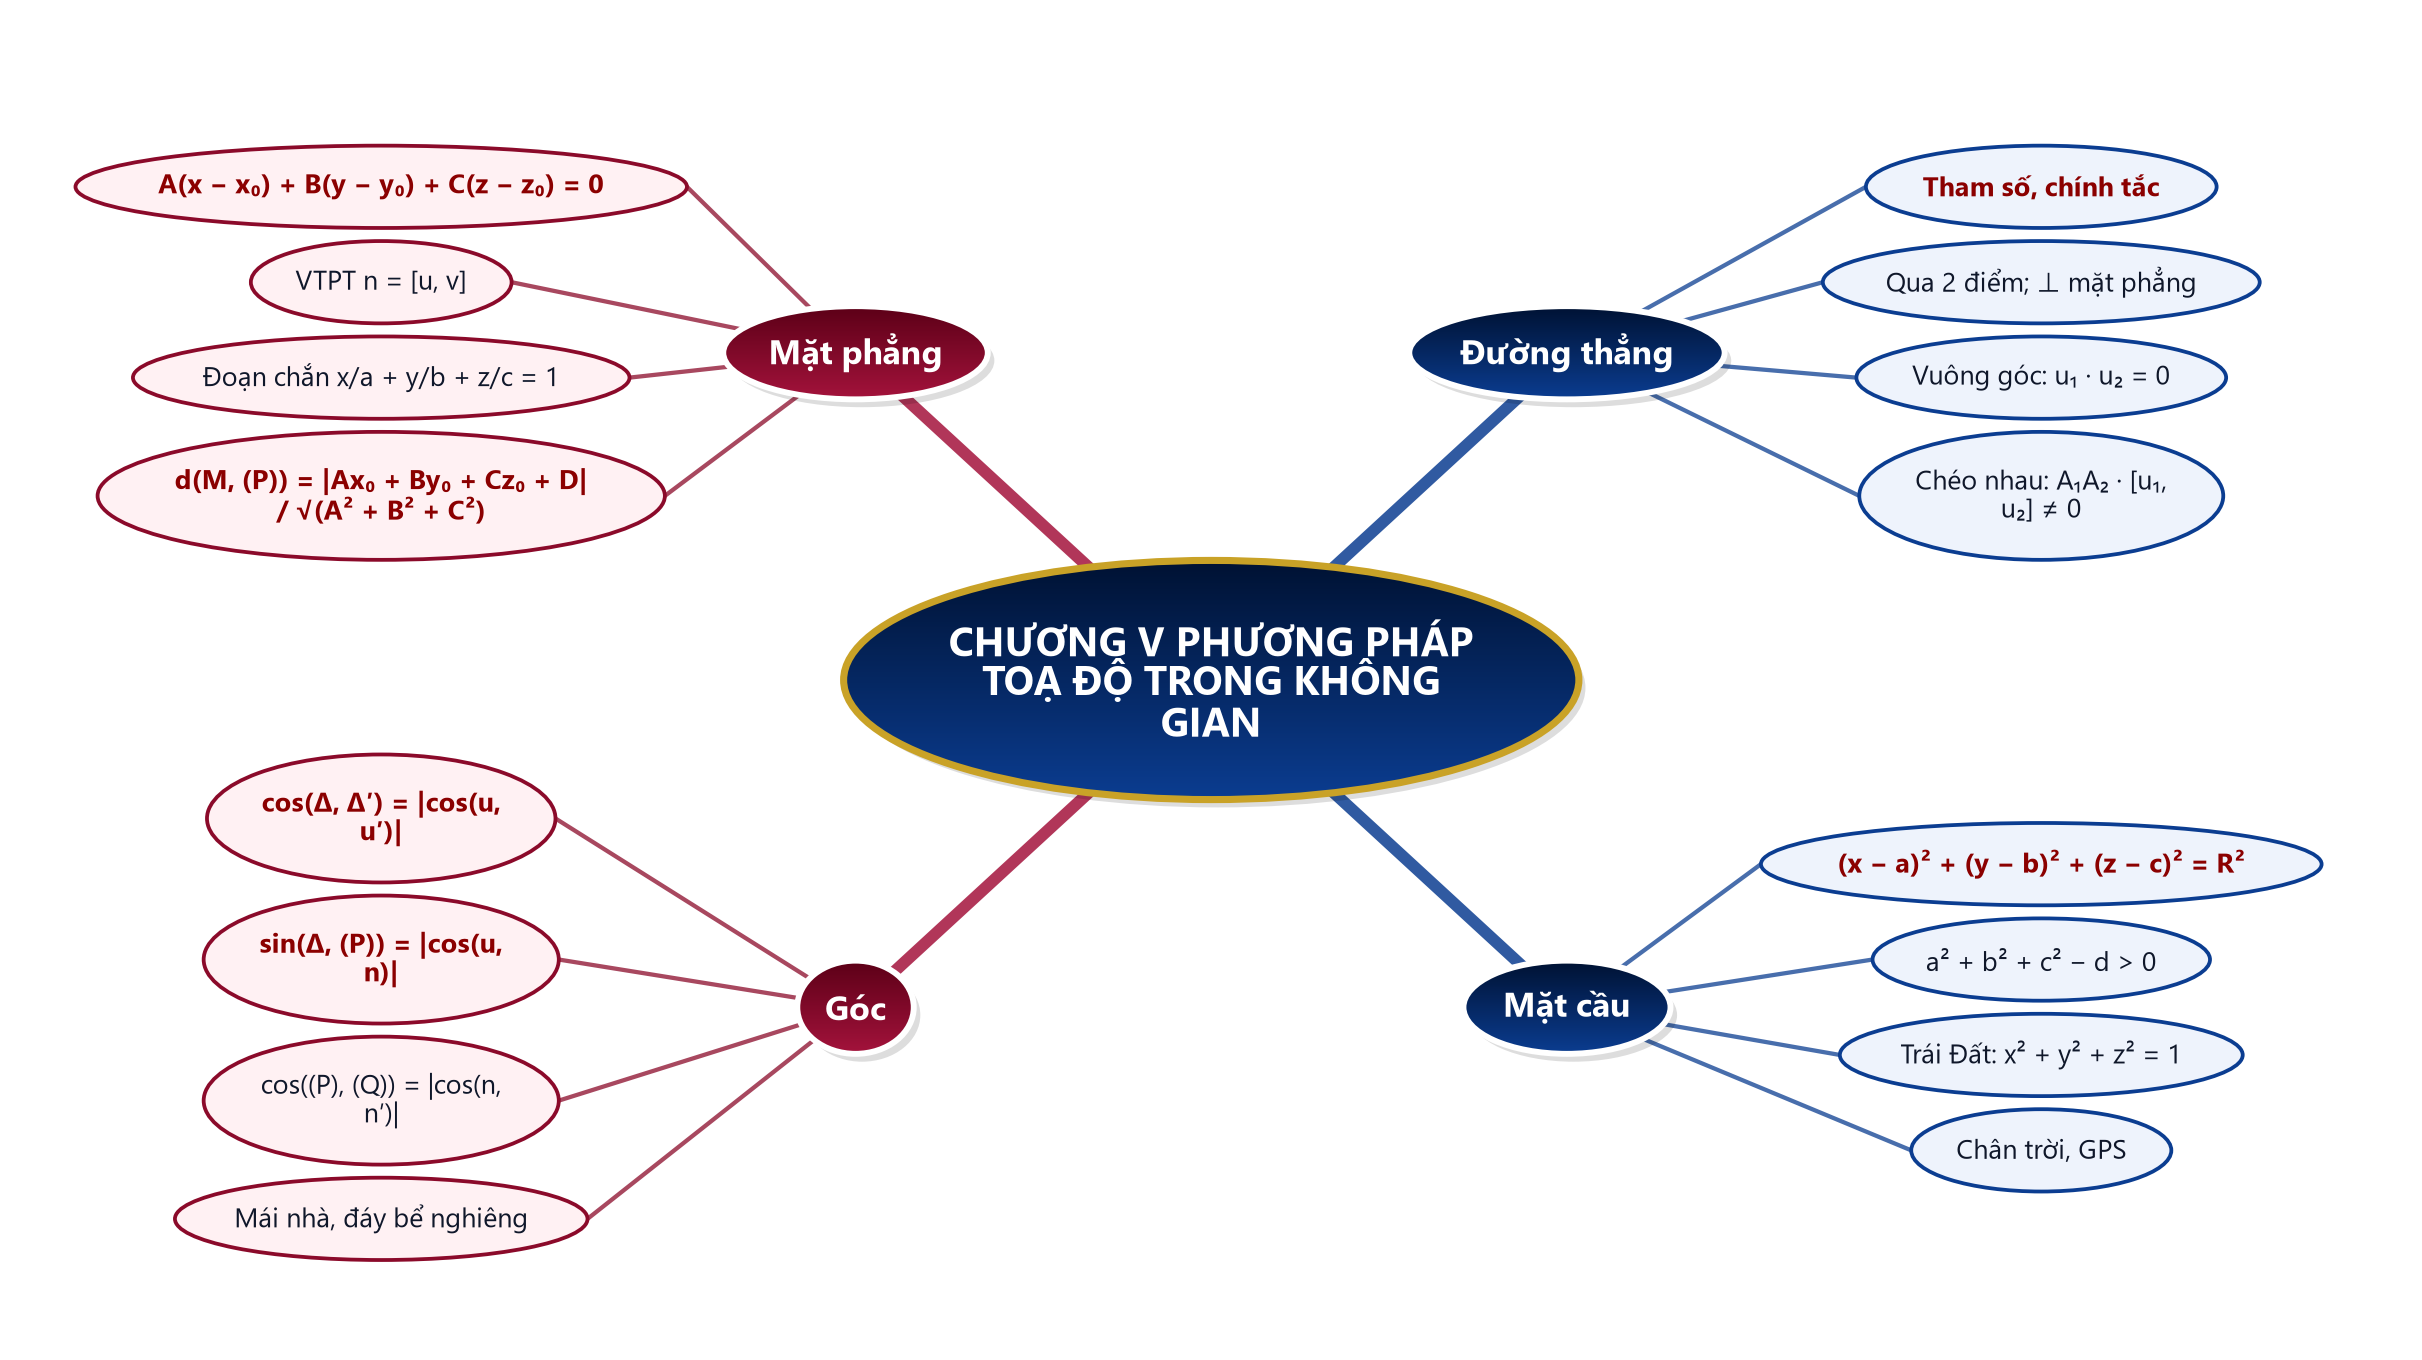 A(x − x₀) + B(y − y₀) + C(z − z₀) = 0
VTPT n = [u, v]
Đoạn chắn x/a + y/b + z/c = 1
d(M, (P)) = |Ax₀ + By₀ + Cz₀ + D|
/ √(A² + B² + C²)
Mặt phẳng
Tham số, chính tắc
Qua 2 điểm; ⊥ mặt phẳng
Vuông góc: u₁ · u₂ = 0
Chéo nhau: A₁A₂ · [u₁,
u₂] ≠ 0
Đường thẳng
CHƯƠNG V PHƯƠNG PHÁP
TOẠ ĐỘ TRONG KHÔNG
GIAN
cos(Δ, Δ′) = |cos(u,
u′)|
sin(Δ, (P)) = |cos(u,
n)|
cos((P), (Q)) = |cos(n,
n′)|
Mái nhà, đáy bể nghiêng
Góc
(x − a)² + (y − b)² + (z − c)² = R²
a² + b² + c² − d > 0
Trái Đất: x² + y² + z² = 1
Chân trời, GPS
Mặt cầu